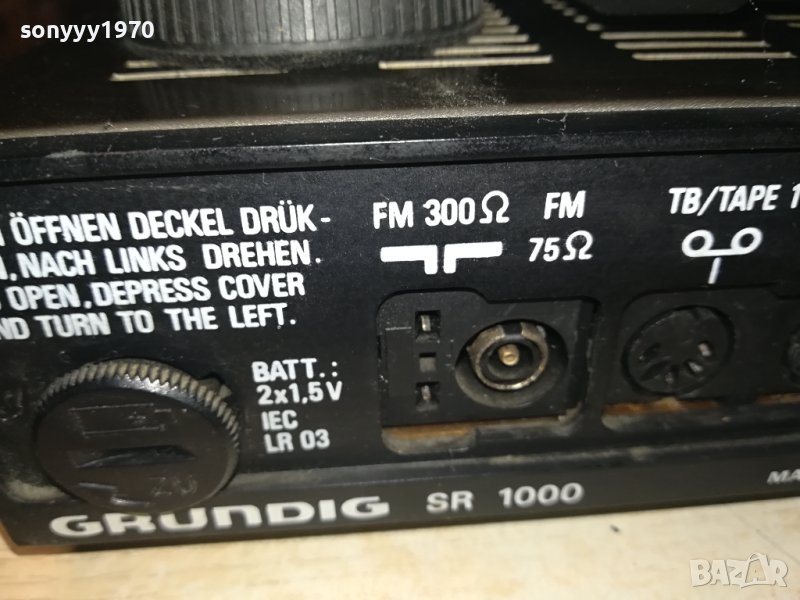 sonyyy1970
ÖFFNEN DECKEL DRÜK-
NACH LINKS DREHEN.
OPEN, DEPRESS COVER
TURN TO THE LEFT.
BATT.:
2x1,5V
IEC
LR 03
FM 300Ω
FM
75Ω
TB/TAPE 1
GRUNDIG SR 1000
BAZAR